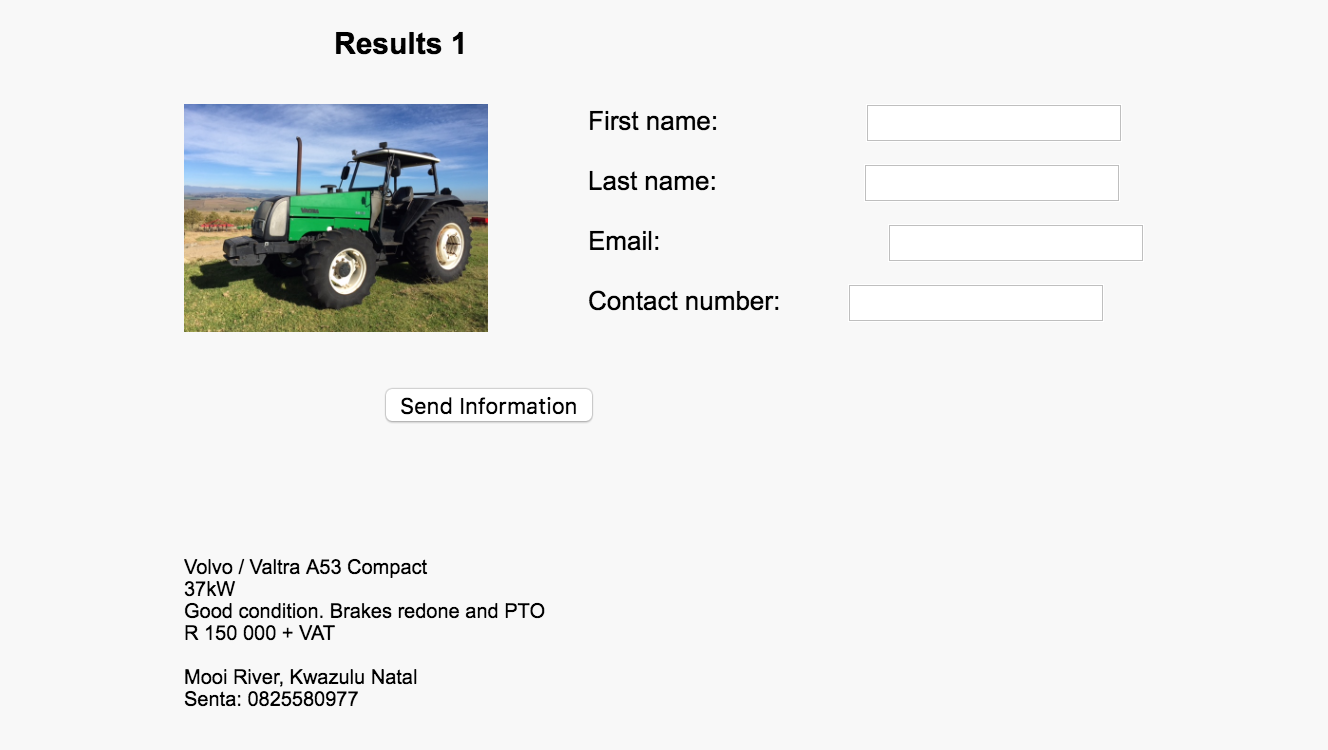 Results 1
First name:
Last name:
Email:
Contact number:
Send Information
Volvo / Valtra A53 Compact
37kW
Good condition. Brakes redone and PTO
R 150 000 + VAT
Mooi River, Kwazulu Natal
Senta: 0825580977